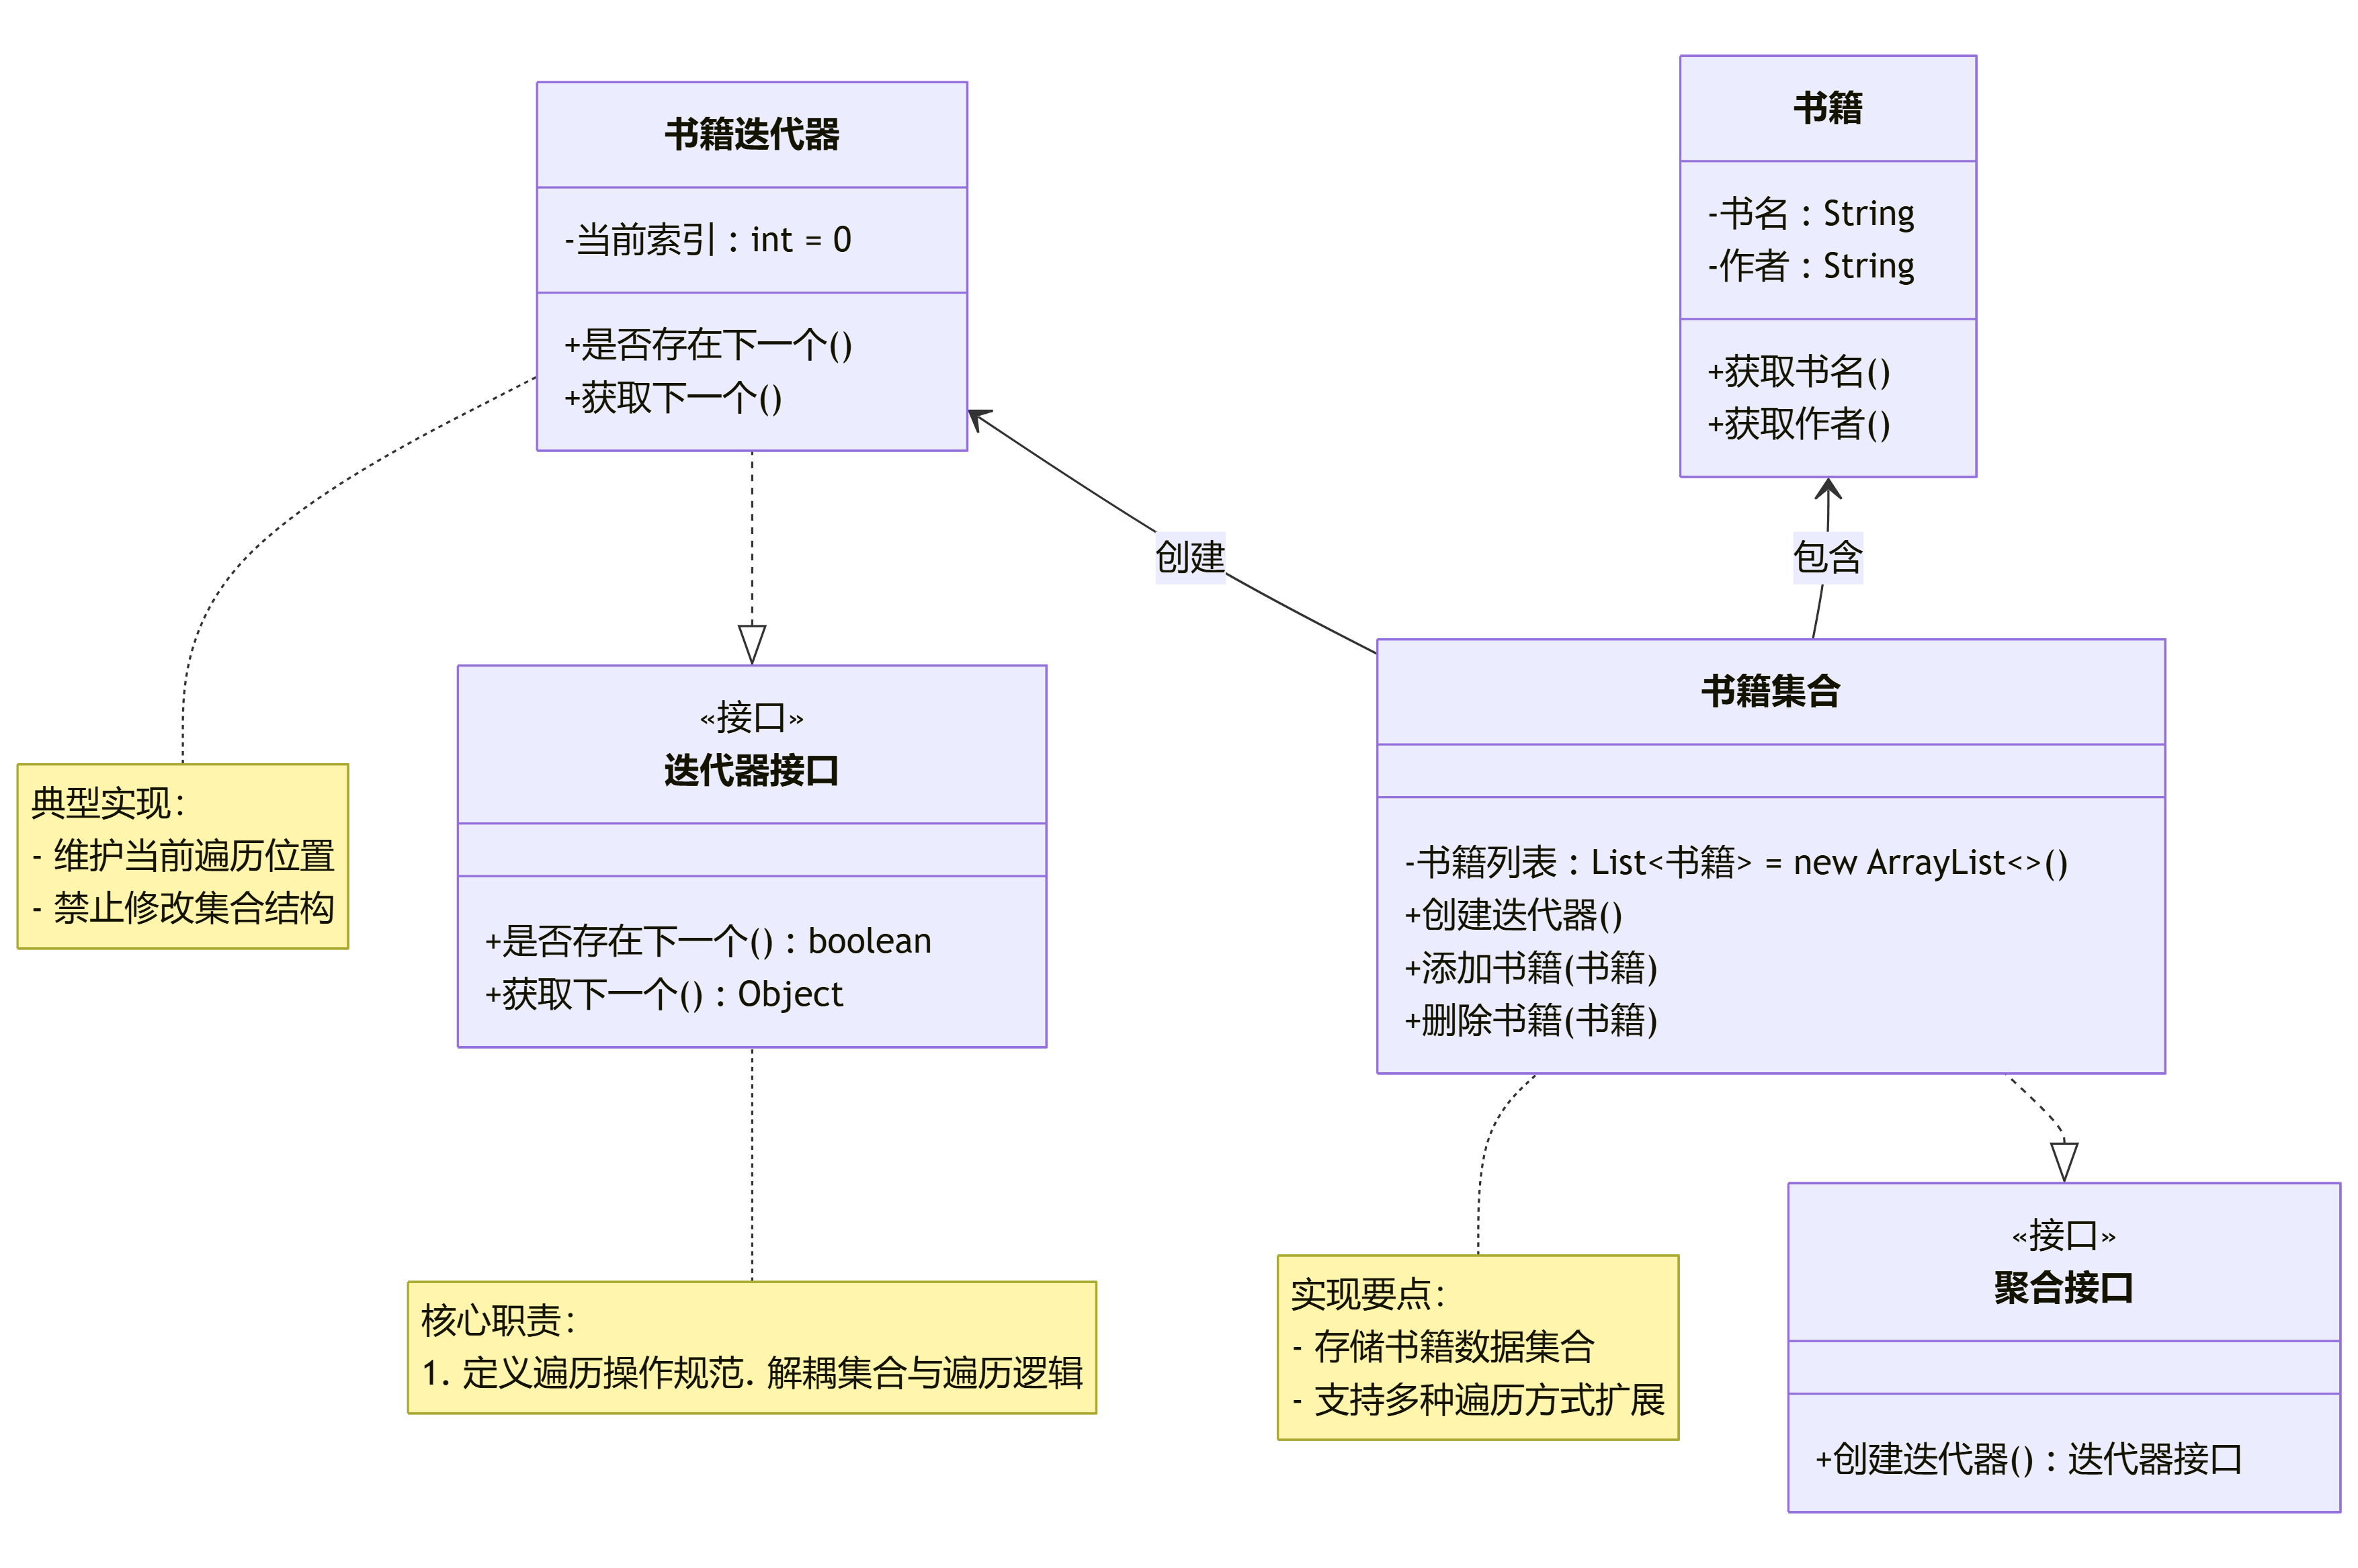 书籍迭代器
-当前索引 : int = 0
+是否存在下一个()
+获取下一个()
书籍
-书名 : String
-作者 : String
+获取书名()
+获取作者()
创建
包含
«接口»
迭代器接口
+是否存在下一个() : boolean
+获取下一个() : Object
书籍集合
-书籍列表 : List<书籍> = new ArrayList<>()
+创建迭代器()
+添加书籍(书籍)
+删除书籍(书籍)
典型实现：
- 维护当前遍历位置
- 禁止修改集合结构
核心职责：
1. 定义遍历操作规范. 解耦集合与遍历逻辑
实现要点：
- 存储书籍数据集合
- 支持多种遍历方式扩展
«接口»
聚合接口
+创建迭代器() : 迭代器接口